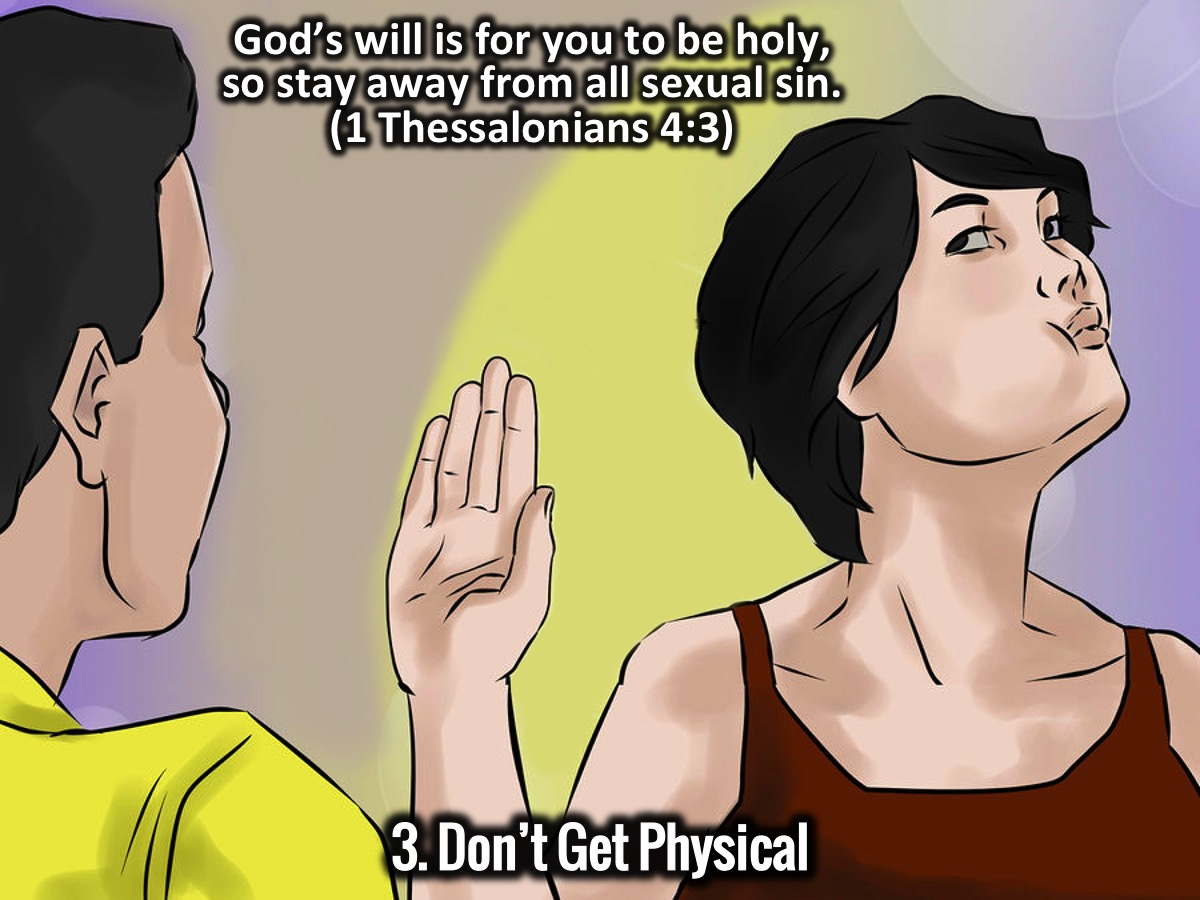 God’s will is for you to be holy,
so stay away from all sexual sin.
(1 Thessalonians 4:3)
3. Don’t Get Physical